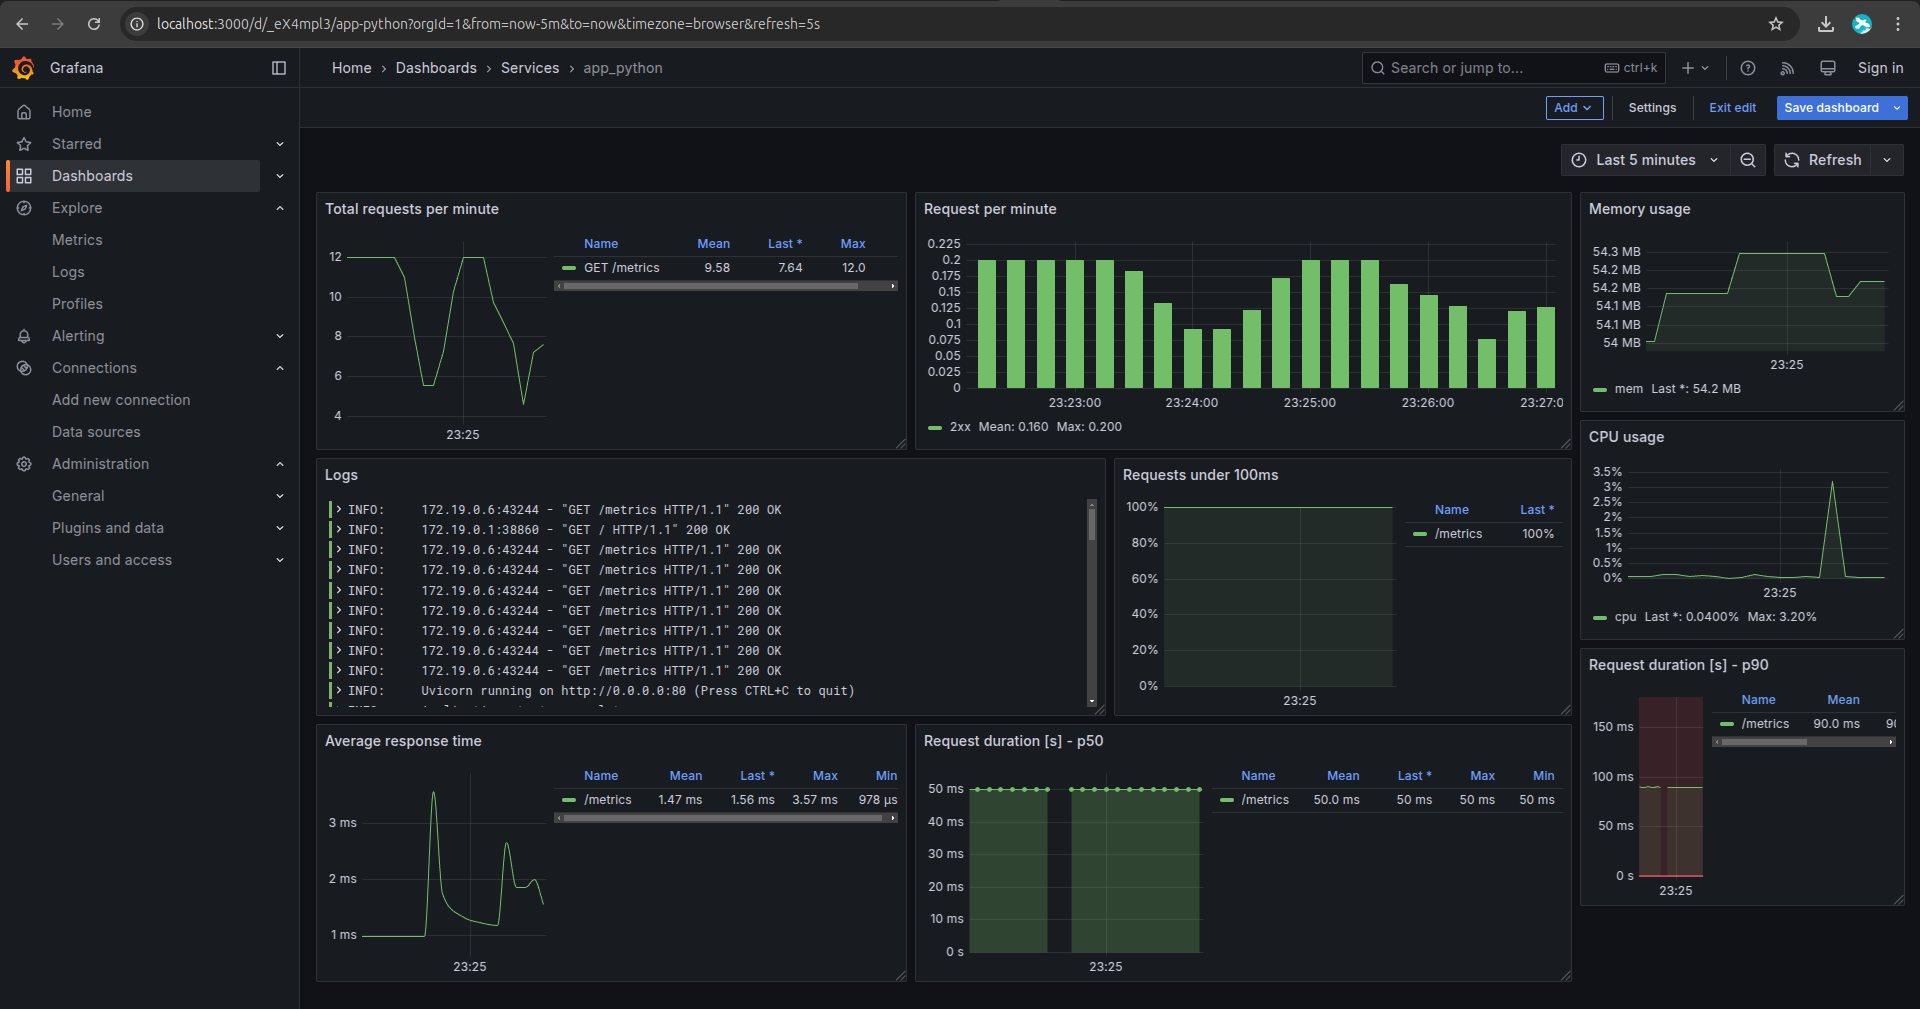 localhost:3000/d/_eX4mpl3/app-python?orgId=1&from=now-5m&to=now&timezone=browser&refresh=5s
Grafana
Home › Dashboards › Services › app_python
Search or jump to...
ctrl+k
Sign in
Add
Settings
Exit edit
Save dashboard
Last 5 minutes
Refresh
Home
Starred
Dashboards
Explore
Metrics
Logs
Profiles
Alerting
Connections
Add new connection
Data sources
Administration
General
Plugins and data
Users and access
Total requests per minute
12
10
8
6
4
23:25
Name Mean Last * Max
GET /metrics 9.58 7.64 12.0
Request per minute
0.225
0.2
0.175
0.15
0.125
0.1
0.075
0.05
0.025
0
23:23:00 23:24:00 23:25:00 23:26:00 23:27:0
2xx Mean: 0.160 Max: 0.200
Memory usage
54.3 MB
54.2 MB
54.2 MB
54.1 MB
54.1 MB
54 MB
23:25
mem Last *: 54.2 MB
CPU usage
3.5%
3%
2.5%
2%
1.5%
1%
0.5%
0%
23:25
cpu Last *: 0.0400% Max: 3.20%
Logs
INFO: 172.19.0.6:43244 - "GET /metrics HTTP/1.1" 200 OK
INFO: 172.19.0.1:38860 - "GET / HTTP/1.1" 200 OK
INFO: 172.19.0.6:43244 - "GET /metrics HTTP/1.1" 200 OK
INFO: 172.19.0.6:43244 - "GET /metrics HTTP/1.1" 200 OK
INFO: 172.19.0.6:43244 - "GET /metrics HTTP/1.1" 200 OK
INFO: 172.19.0.6:43244 - "GET /metrics HTTP/1.1" 200 OK
INFO: 172.19.0.6:43244 - "GET /metrics HTTP/1.1" 200 OK
INFO: 172.19.0.6:43244 - "GET /metrics HTTP/1.1" 200 OK
INFO: 172.19.0.6:43244 - "GET /metrics HTTP/1.1" 200 OK
INFO: Uvicorn running on http://0.0.0.0:80 (Press CTRL+C to quit)
Requests under 100ms
100%
80%
60%
40%
20%
0%
23:25
Name Last *
/metrics 100%
Request duration [s] - p90
150 ms
100 ms
50 ms
0 s
23:25
Name Mean
/metrics 90.0 ms
Average response time
3 ms
2 ms
1 ms
23:25
Name Mean Last * Max Min
/metrics 1.47 ms 1.56 ms 3.57 ms 978 µs
Request duration [s] - p50
50 ms
40 ms
30 ms
20 ms
10 ms
0 s
23:25
Name Mean Last * Max Min
/metrics 50.0 ms 50 ms 50 ms 50 ms